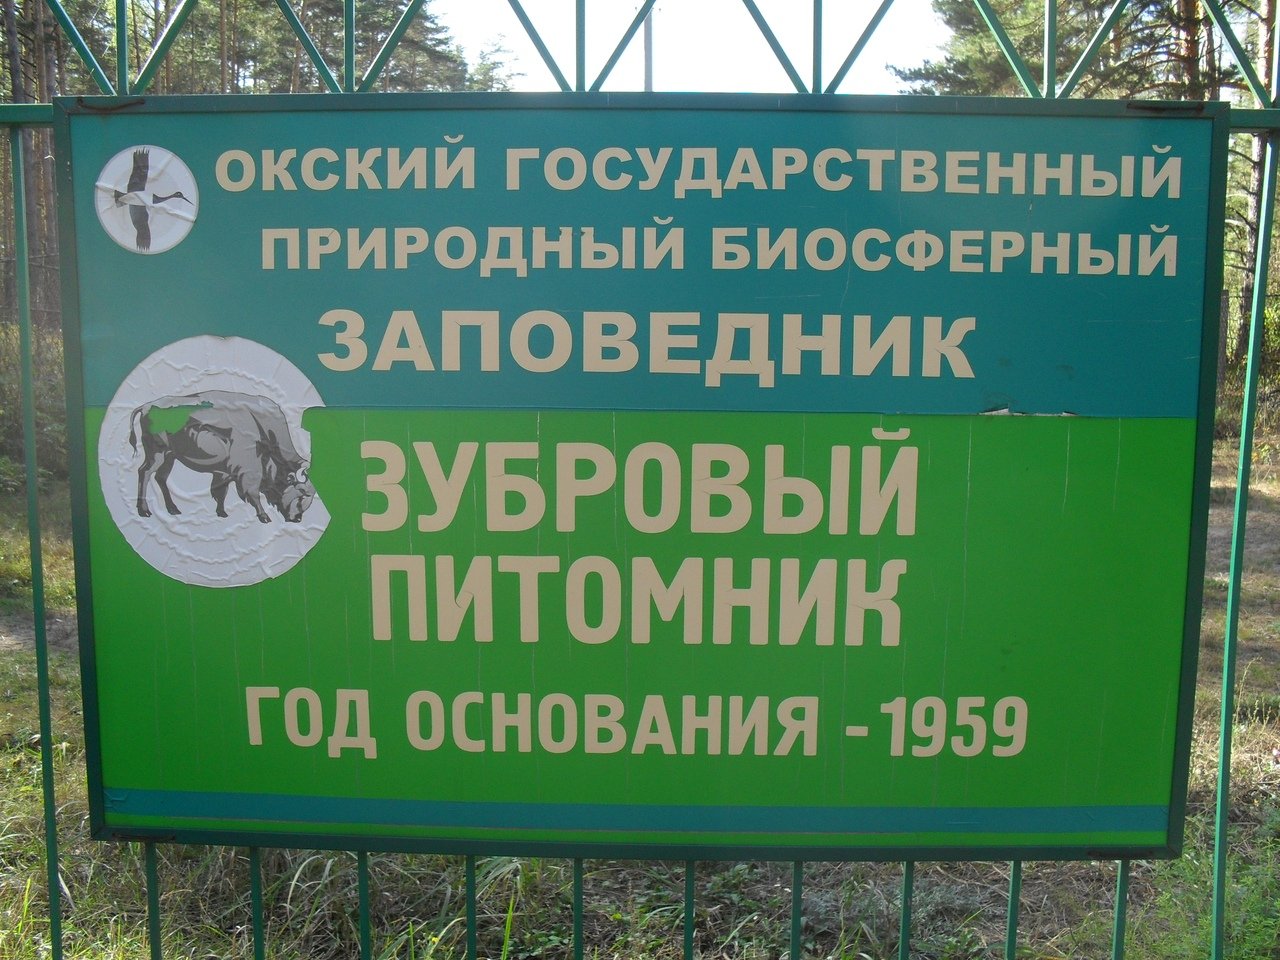 ОКСКИЙ ГОСУДАРСТВЕННЫЙ
ПРИРОДНЫЙ БИОСФЕРНЫЙ
ЗАПОВЕДНИК
ЗУБРОВЫЙ
ПИТОМНИК
ГОД ОСНОВАНИЯ - 1959